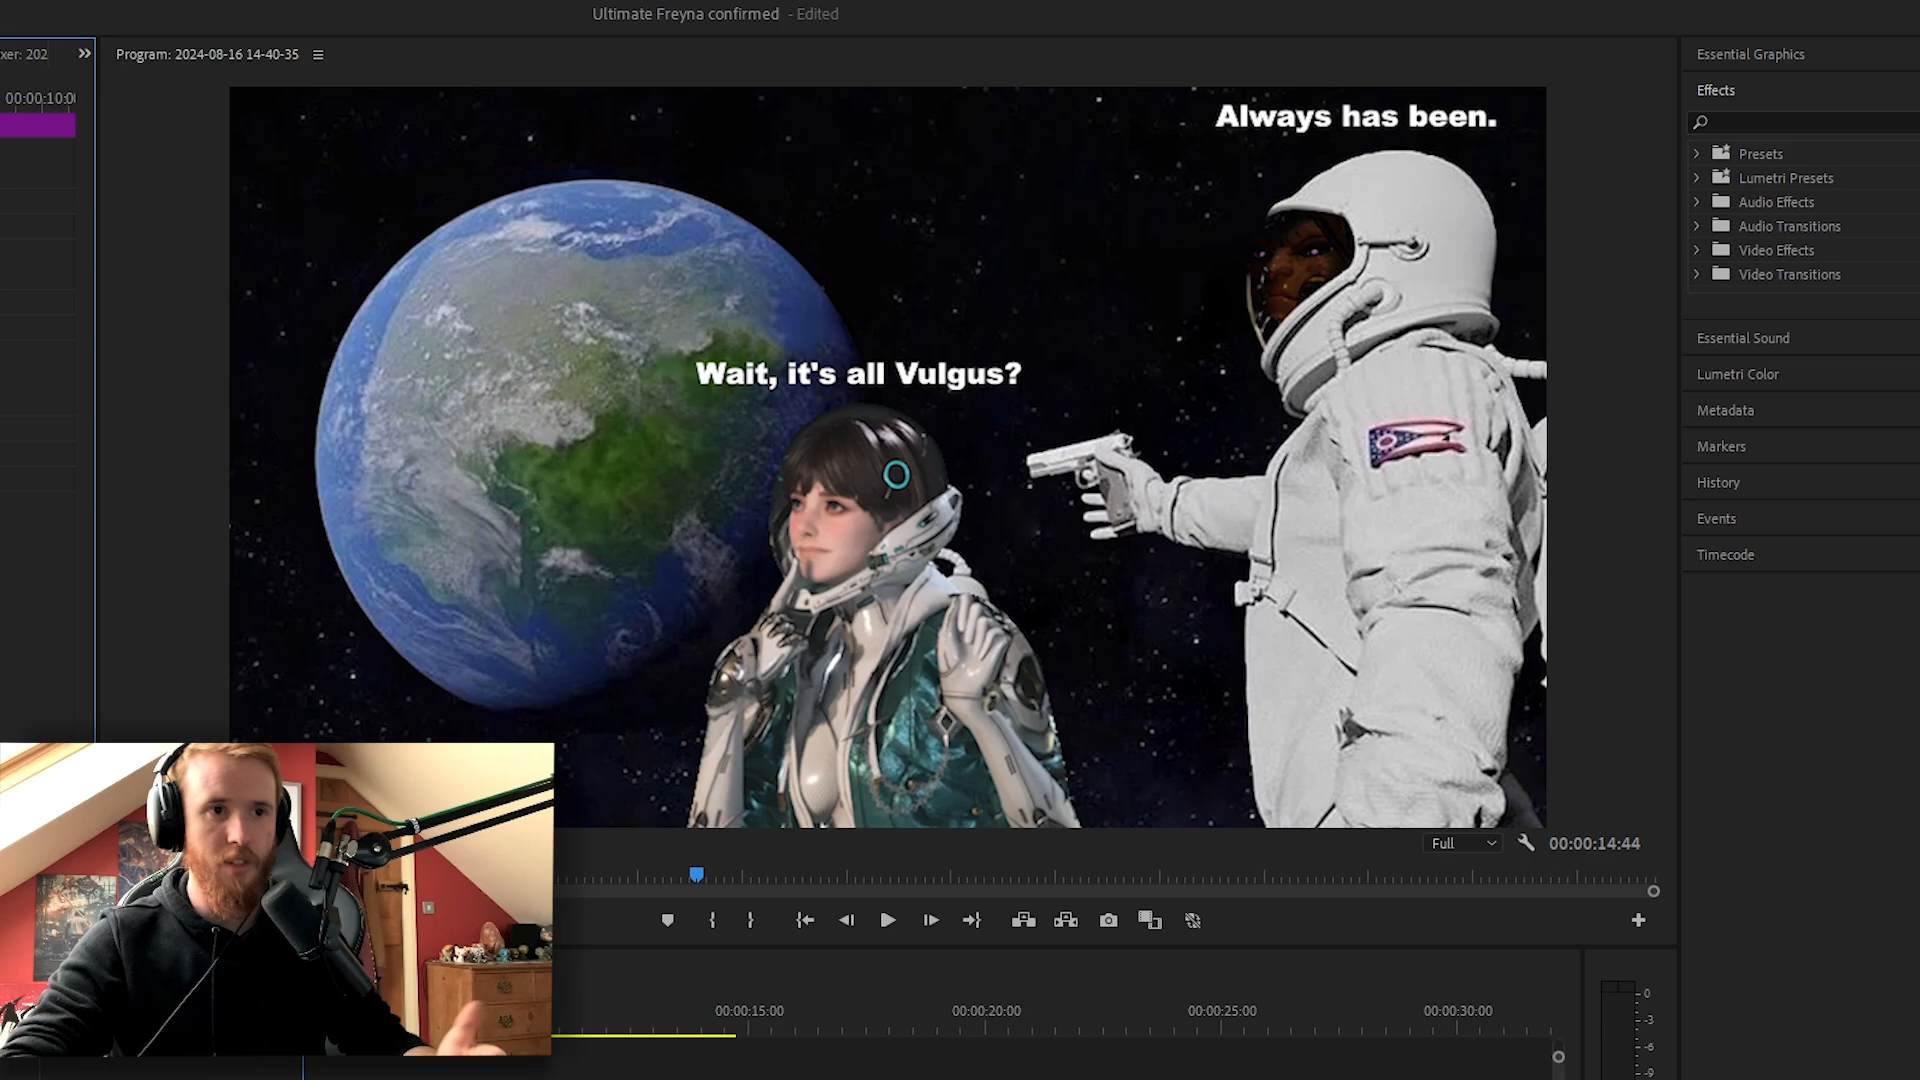 Ultimate Freyna confirmed - Edited
xer: 202
Program: 2024-08-16 14-40-35
00:00:10:0
Always has been.
Wait, it's all Vulgus?
Essential Graphics
Effects
Presets
Lumetri Presets
Audio Effects
Audio Transitions
Video Effects
Video Transitions
Essential Sound
Lumetri Color
Metadata
Markers
History
Events
Timecode
Full
00:00:14:44
00:00:15:00
00:00:20:00
00:00:25:00
00:00:30:00
0
-3
-6
-9